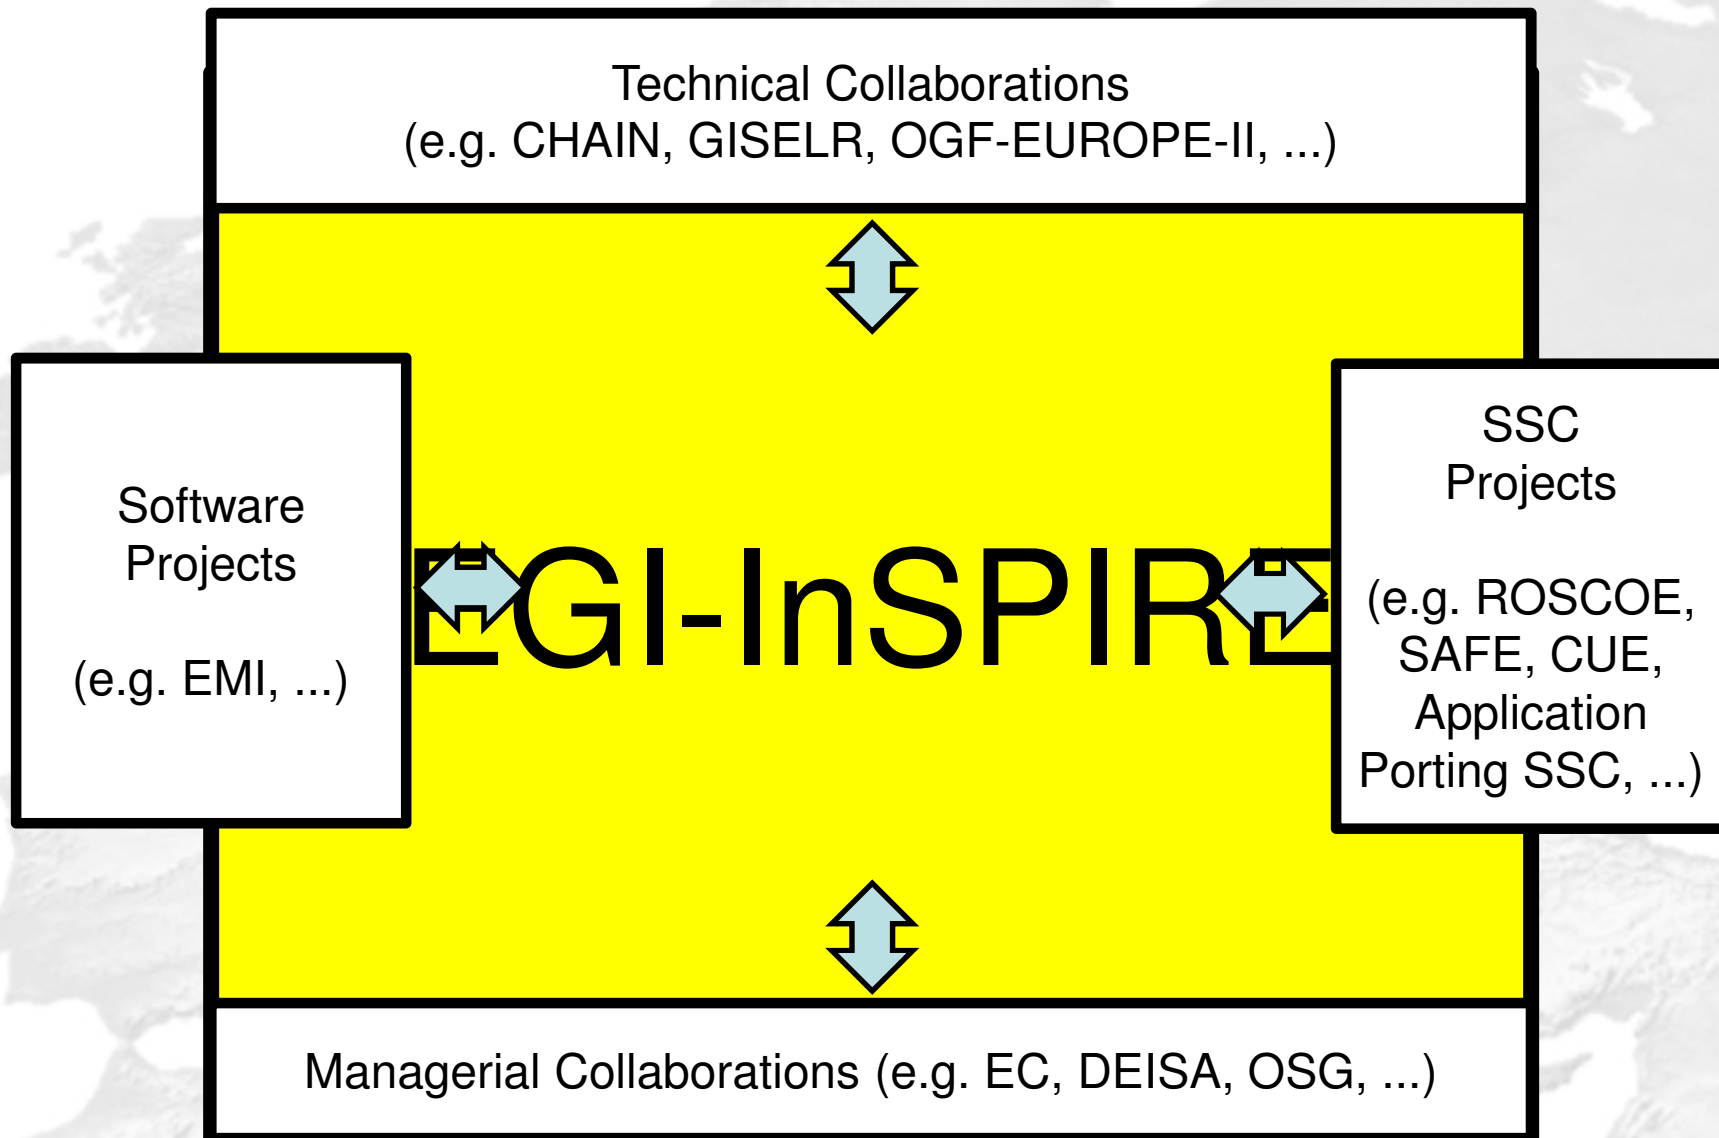 Technical Collaborations
(e.g. CHAIN, GISELR, OGF-EUROPE-II, ...)
Software
Projects
(e.g. EMI, ...)
EGI-InSPIRE
SSC
Projects
(e.g. ROSCOE,
SAFE, CUE,
Application
Porting SSC, ...)
Managerial Collaborations (e.g. EC, DEISA, OSG, ...)